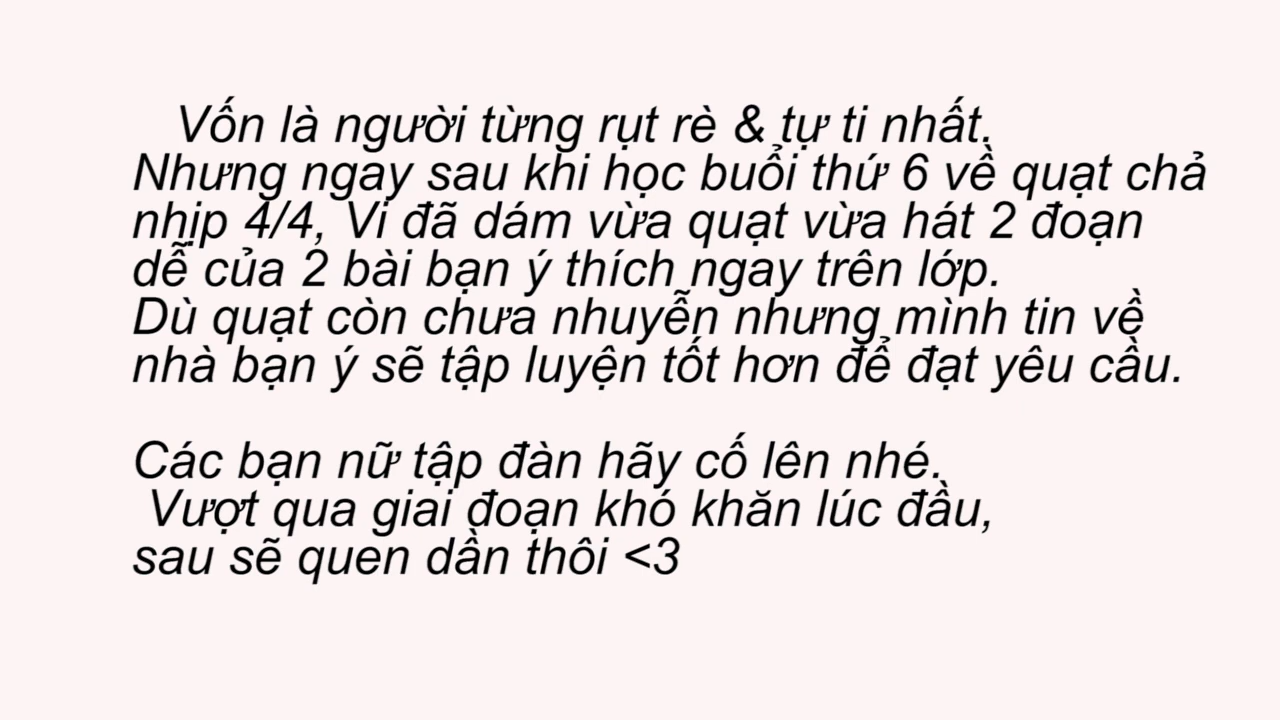 Vốn là người từng rụt rè & tự ti nhất.
Nhưng ngay sau khi học buổi thứ 6 về quạt chả
nhịp 4/4, Vi đã dám vừa quạt vừa hát 2 đoạn
dễ của 2 bài bạn ý thích ngay trên lớp.
Dù quạt còn chưa nhuyễn nhưng mình tin về
nhà bạn ý sẽ tập luyện tốt hơn để đạt yêu cầu.
Các bạn nữ tập đàn hãy cố lên nhé.
Vượt qua giai đoạn khó khăn lúc đầu,
sau sẽ quen dần thôi <3